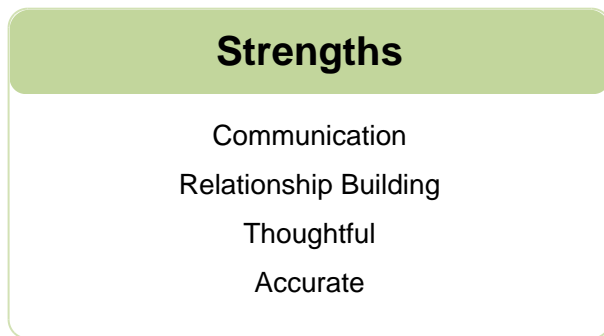 Strengths
Communication
Relationship Building
Thoughtful
Accurate